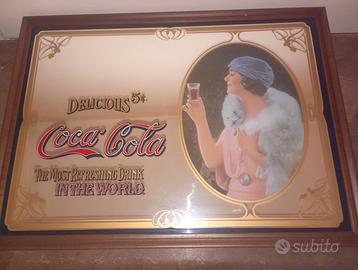 DELICIOUS 5¢
Coca-Cola
THE MOST REFRESHING DRINK
IN THE WORLD
subito